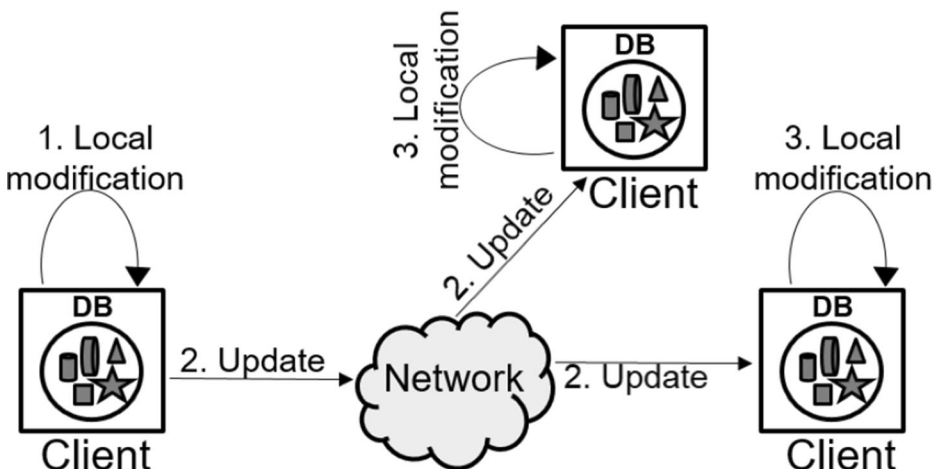 DB
3. Local
modification
Client
1. Local
modification
3. Local
modification
2. Update
DB
Client
2. Update
Network
2. Update
DB
Client